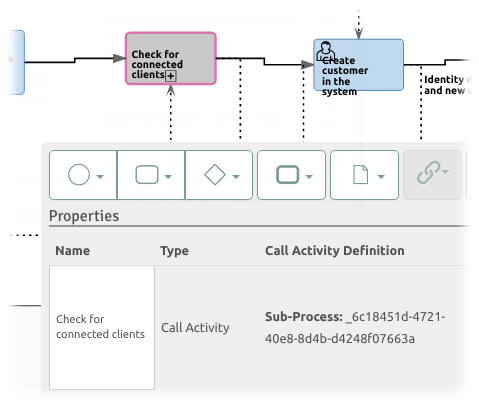 Check for
connected
clients
Create
customer
in the
system
Identity d
and new c
Properties
Name Type Call Activity Definition
Check for
connected clients
Call Activity
Sub-Process: _6c18451d-4721-
40e8-8d4b-d4248f07663a